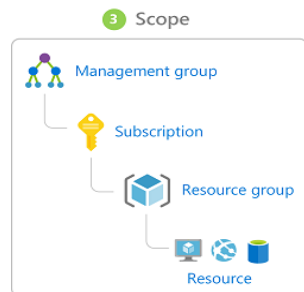 3 Scope
Management group
Subscription
Resource group
Resource